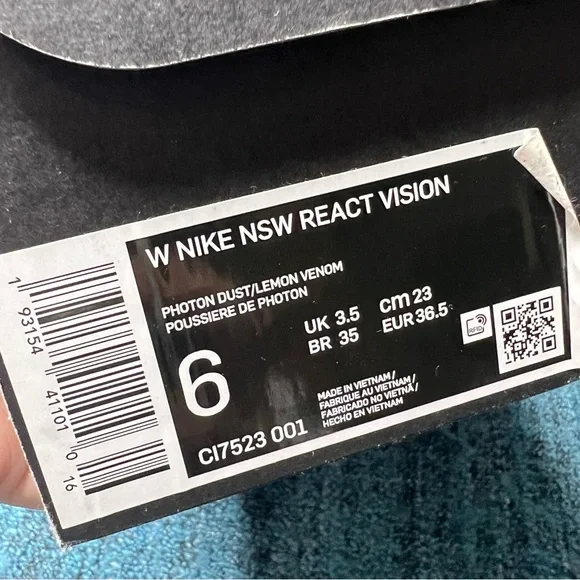 W NIKE NSW REACT VISION
PHOTON DUST/LEMON VENOM
POUSSIERE DE PHOTON
6
UK 3.5
cm 23
BR 35
EUR 36.5
RFID
MADE IN VIETNAM/
FABRIQUE AU VIETNAM/
FABRICADO NO VIETNÃ/
HECHO EN VIETNAM
CI7523 001
1 93154 41101 0 16